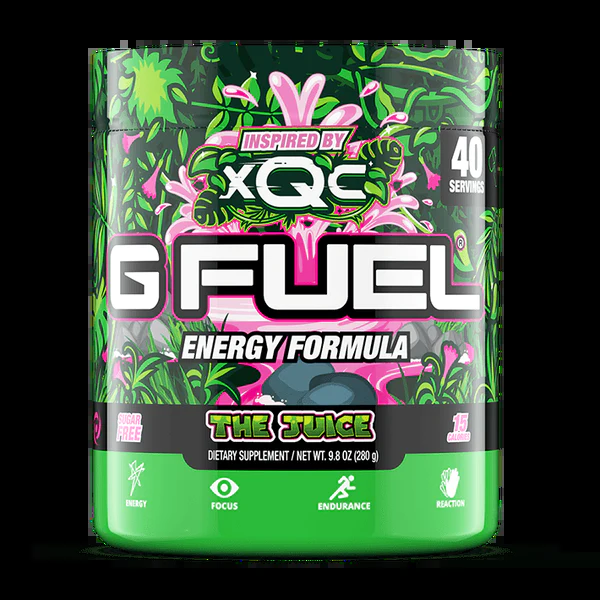 INSPIRED BY
xQc
40
SERVINGS
G FUEL®
ENERGY FORMULA
SUGAR
FREE
THE JUICE
15
CALORIES
DIETARY SUPPLEMENT / NET WT. 9.8 OZ (280 g)
ENERGY
FOCUS
ENDURANCE
REACTION